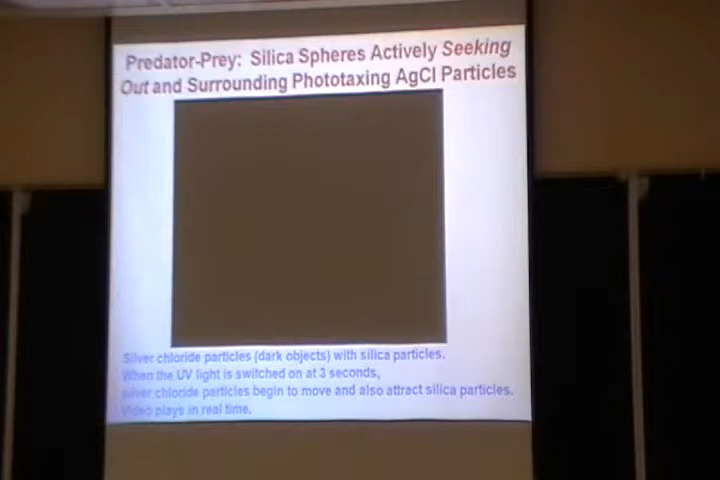 Predator-Prey: Silica Spheres Actively Seeking
Out and Surrounding Phototaxing AgCl Particles
Silver chloride particles (dark objects) with silica particles.
When the UV light is switched on at 3 seconds,
silver chloride particles begin to move and also attract silica particles.
Video plays in real time.